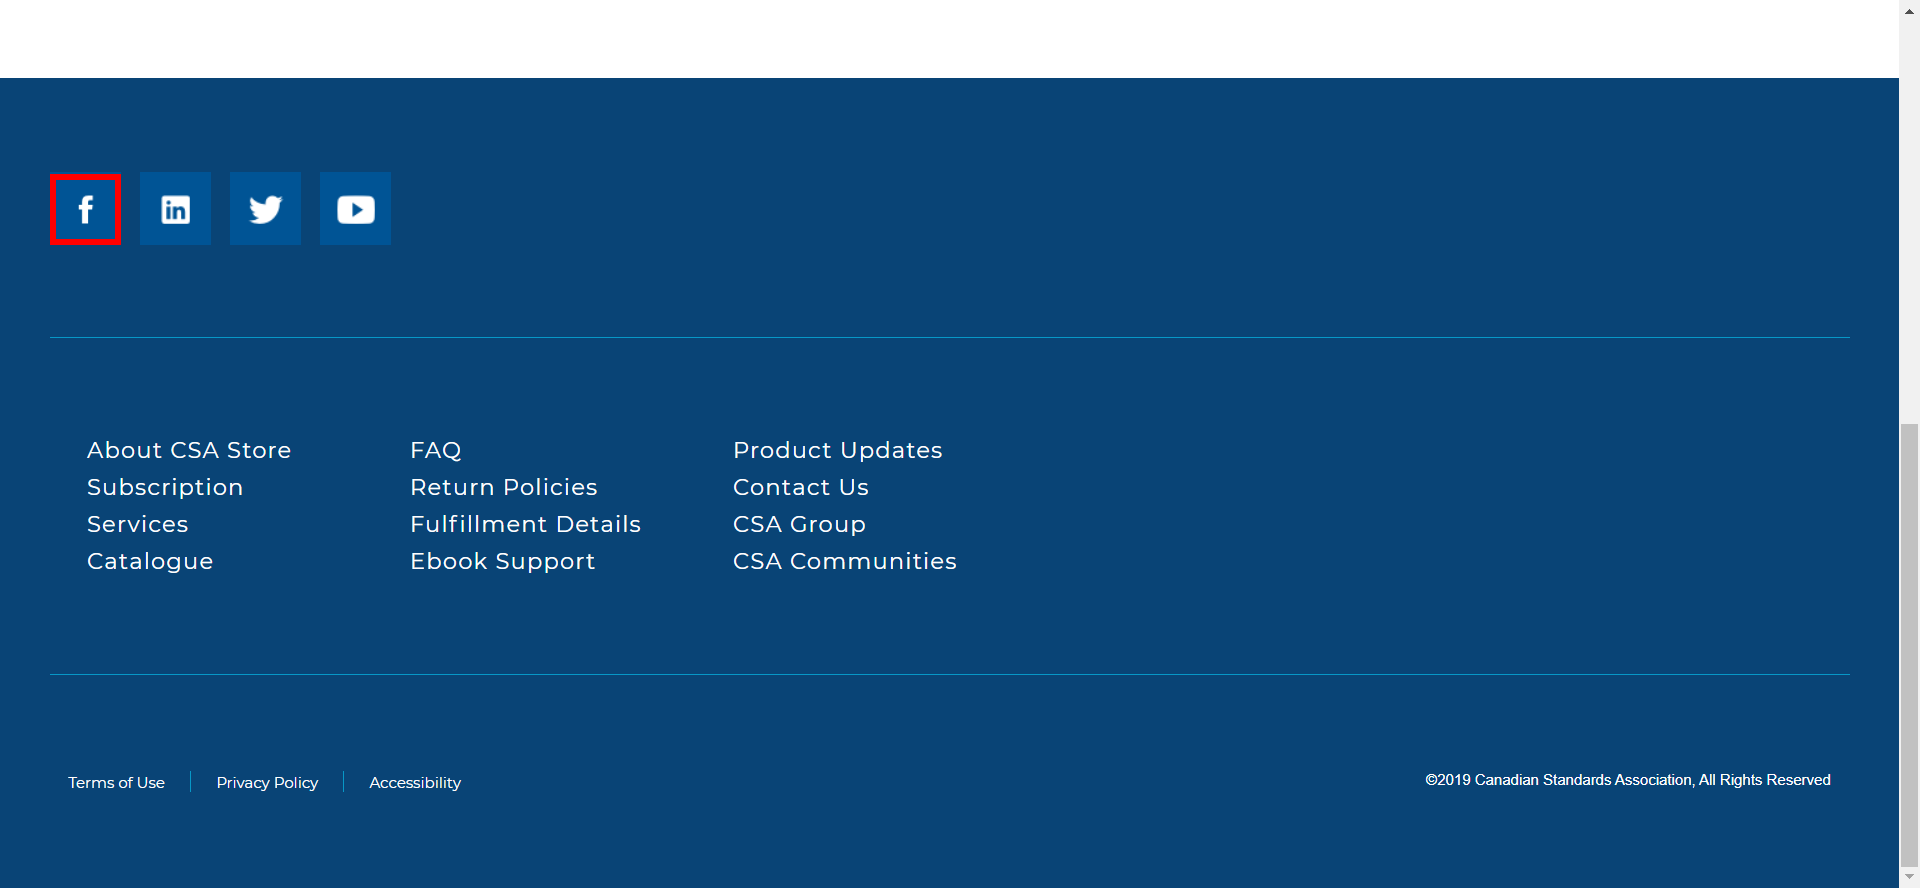 About CSA Store
Subscription
Services
Catalogue
FAQ
Return Policies
Fulfillment Details
Ebook Support
Product Updates
Contact Us
CSA Group
CSA Communities
Terms of Use
Privacy Policy
Accessibility
©2019 Canadian Standards Association, All Rights Reserved